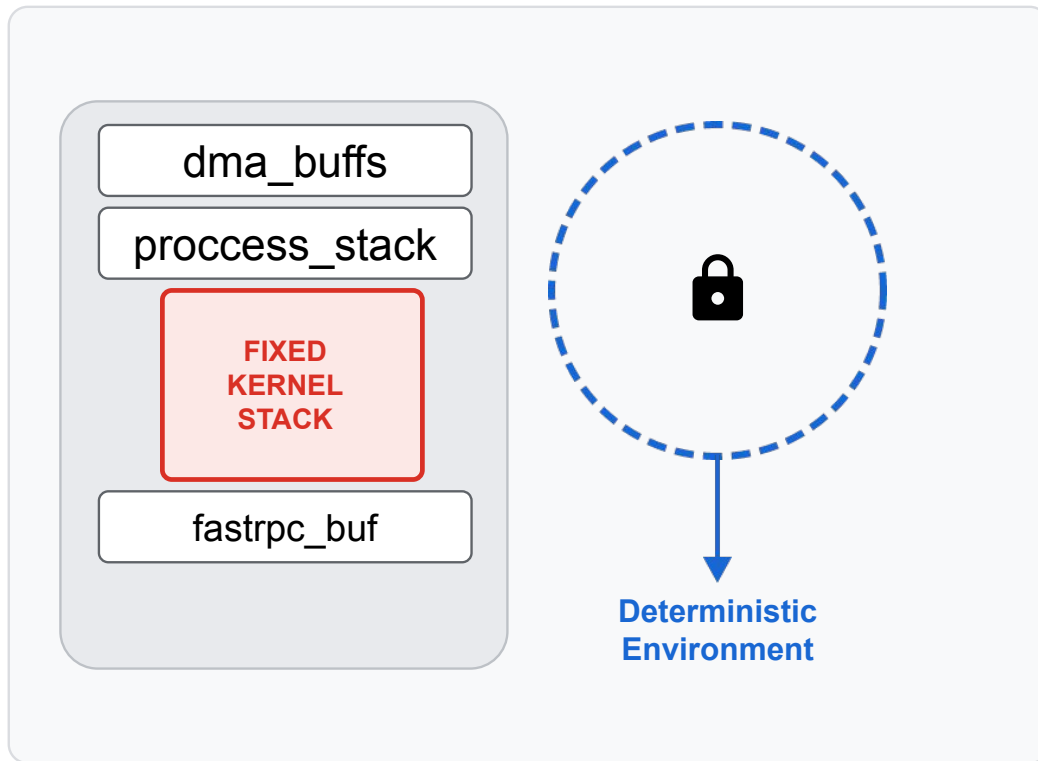 dma_buffs
proccess_stack
FIXED
KERNEL
STACK
fastrpc_buf
Deterministic
Environment